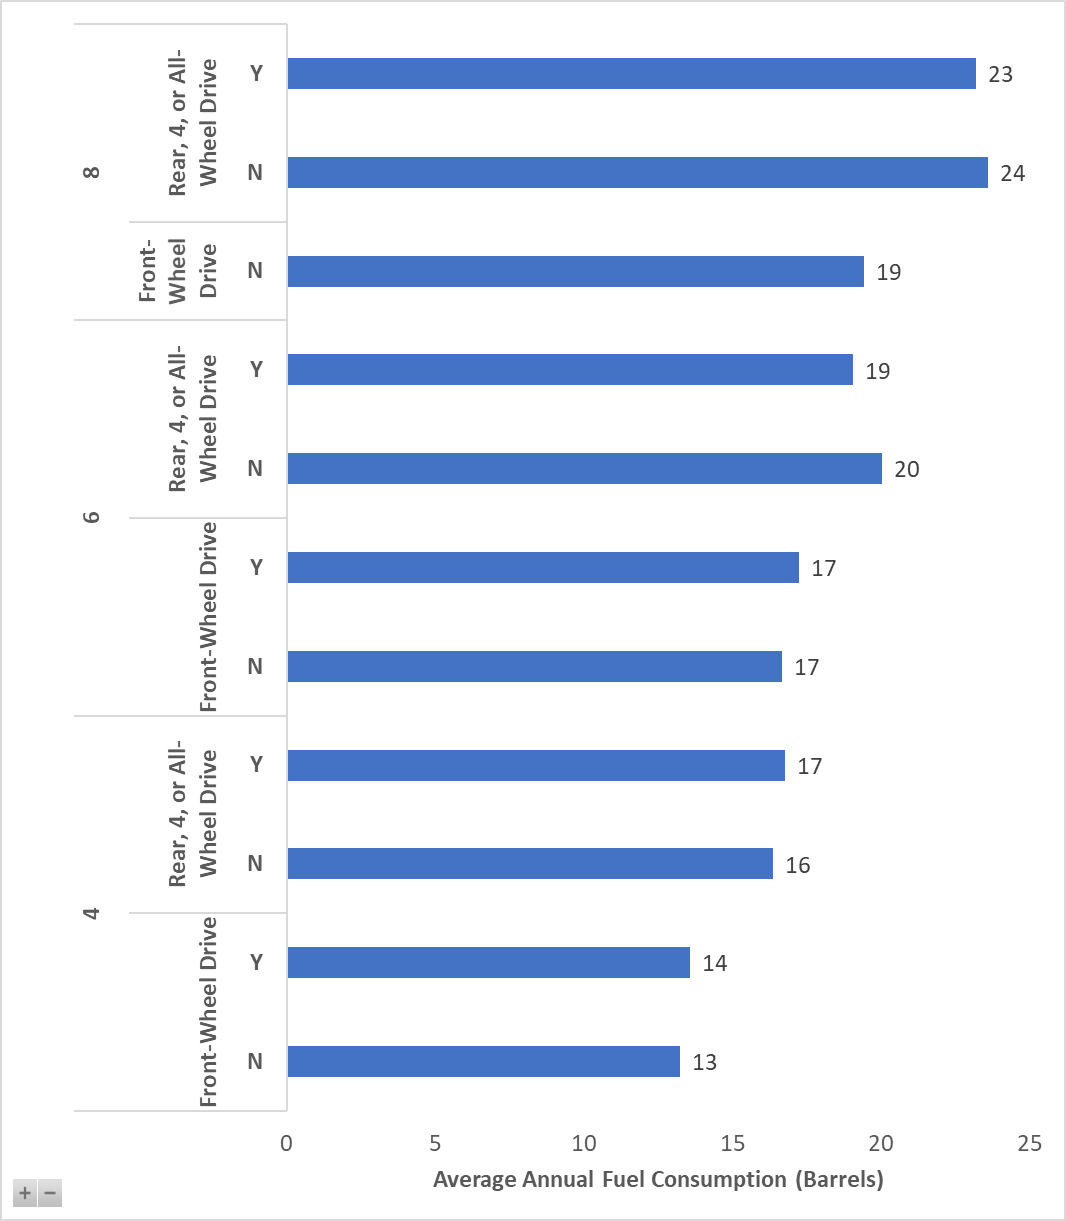 8
Rear, 4, or All-
Wheel Drive
Y
23
N
24
Front-
Wheel
Drive
N
19
6
Rear, 4, or All-
Wheel Drive
Y
19
N
20
Front-Wheel Drive
Y
17
N
17
4
Rear, 4, or All-
Wheel Drive
Y
17
N
16
Front-Wheel Drive
Y
14
N
13
0 5 10 15 20 25
Average Annual Fuel Consumption (Barrels)
+ −